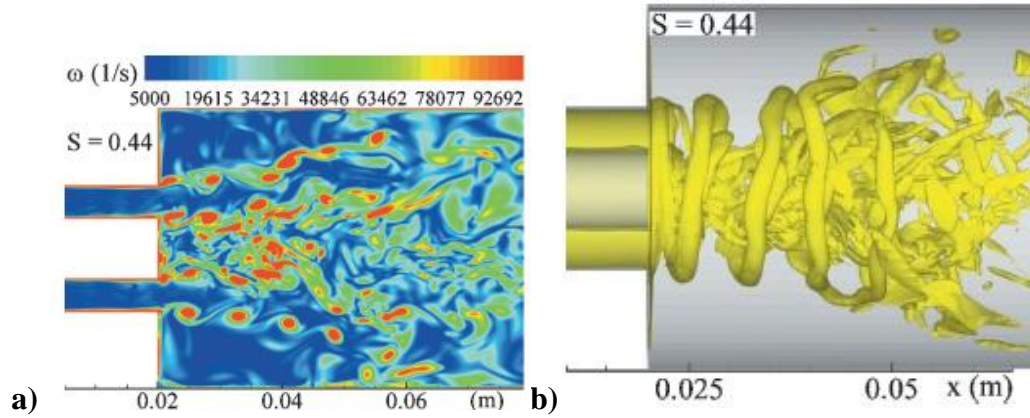 ω (1/s)
5000 19615 34231 48846 63462 78077 92692
S = 0.44
0.02 0.04 0.06 (m)
a)
S = 0.44
0.025 0.05 x (m)
b)